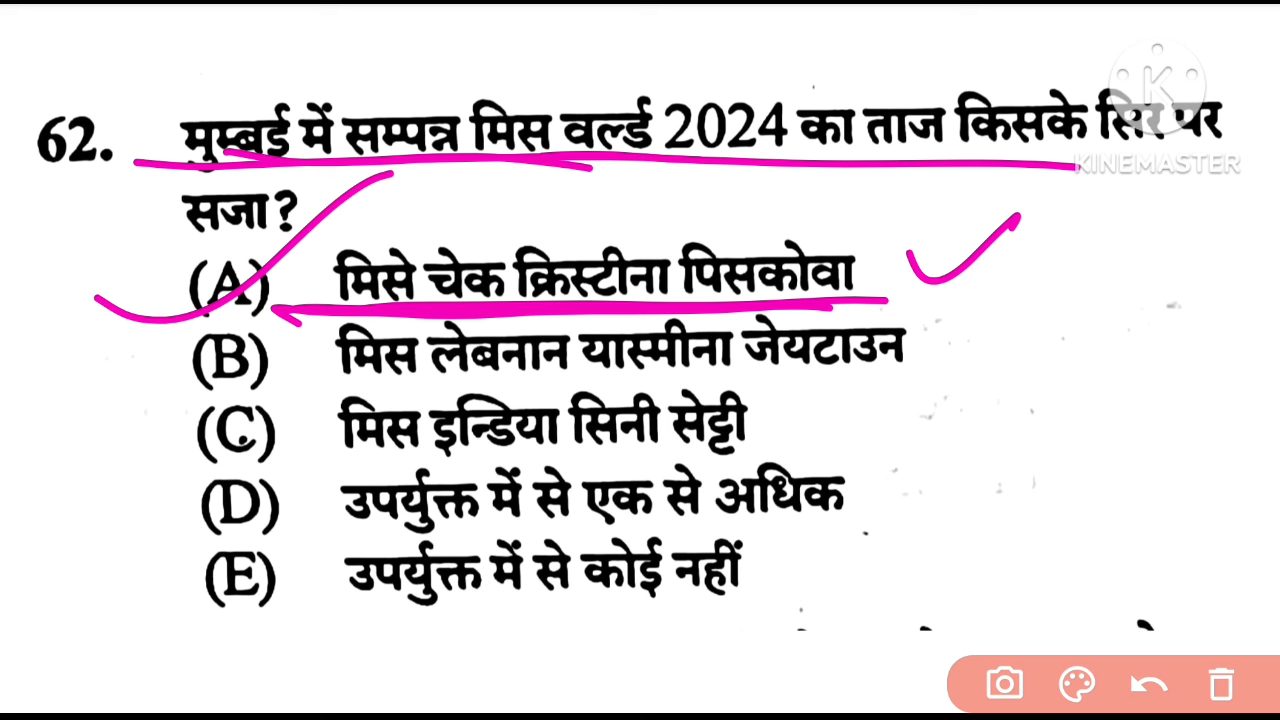 62. मुम्बई में सम्पन्न मिस वर्ल्ड 2024 का ताज किसके सिर पर
KINEMASTER
सजा?
(A) मिसे चेक क्रिस्टीना पिसकोवा
(B) मिस लेबनान यास्मीना जेयटाउन
(C) मिस इन्डिया सिनी सेट्टी
(D) उपर्युक्त में से एक से अधिक
(E) उपर्युक्त में से कोई नहीं